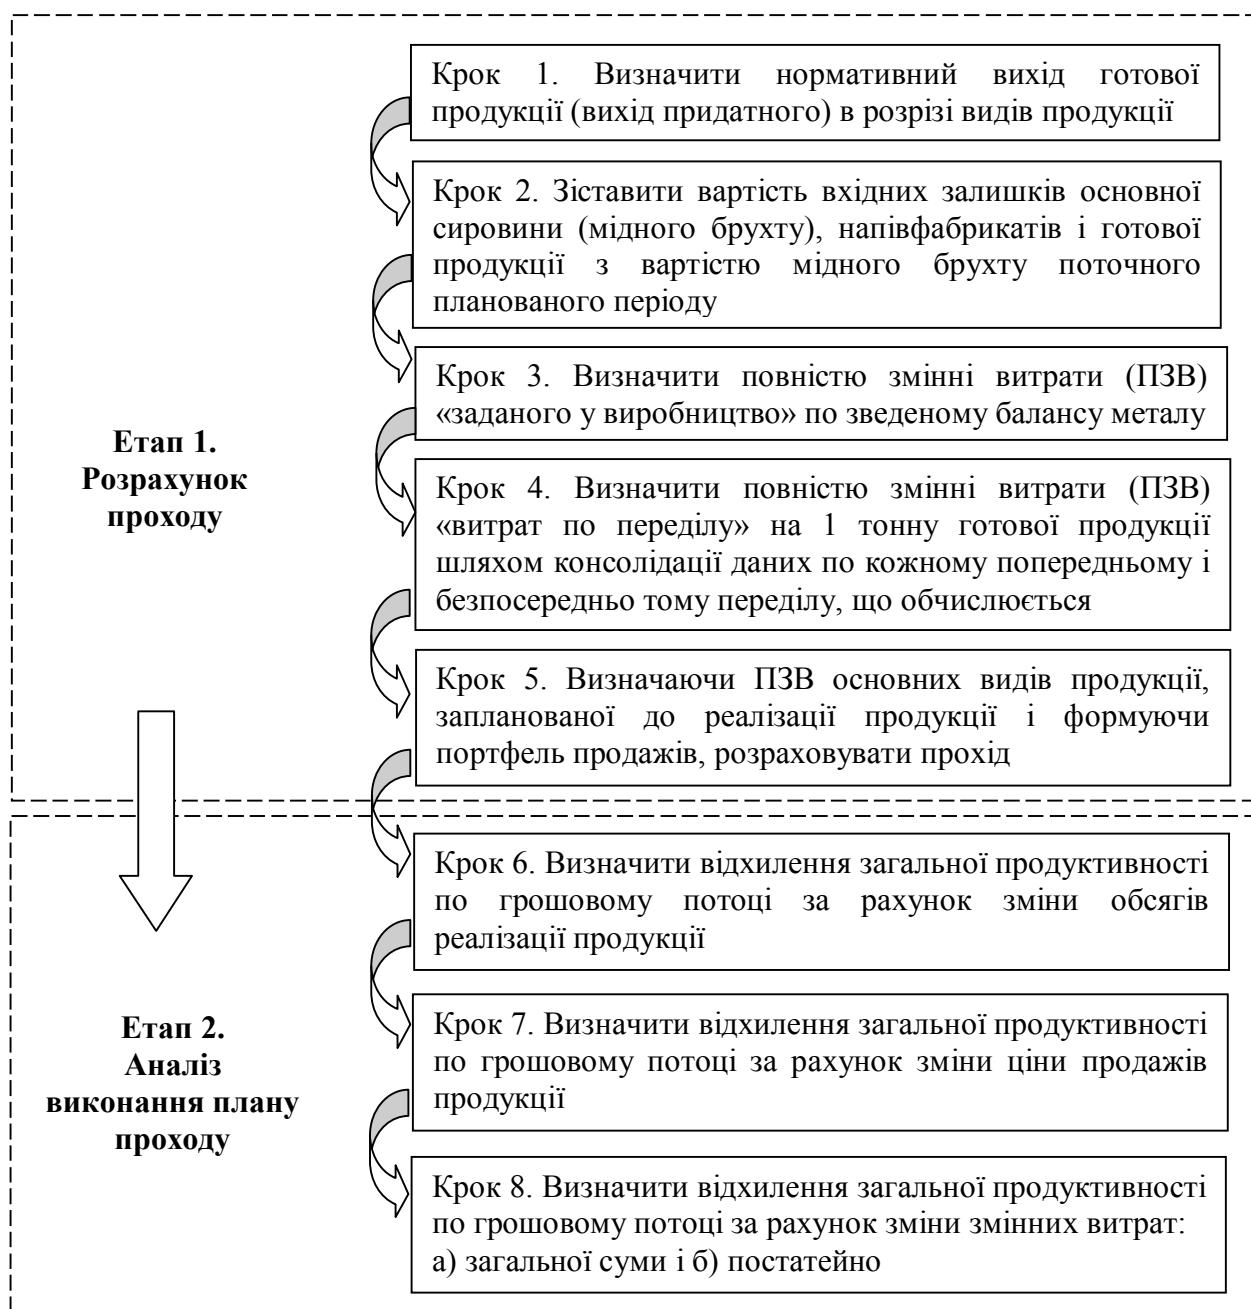 Крок 1. Визначити нормативний вихід готової
продукції (вихід придатного) в розрізі видів продукції
Крок 2. Зіставити вартість вхідних залишків основної
сировини (мідного брухту), напівфабрикатів і готової
продукції з вартістю мідного брухту поточного
планованого періоду
Крок 3. Визначити повністю змінні витрати (ПЗВ)
«заданого у виробництво» по зведеному балансу металу
Етап 1.
Розрахунок
проходу
Крок 4. Визначити повністю змінні витрати (ПЗВ)
«витрат по переділу» на 1 тонну готової продукції
шляхом консолідації даних по кожному попередньому і
безпосередньо тому переділу, що обчислюється
Крок 5. Визначаючи ПЗВ основних видів продукції,
запланованої до реалізації продукції і формуючи
портфель продажів, розраховувати прохід
Крок 6. Визначити відхилення загальної продуктивності
по грошовому потоці за рахунок зміни обсягів
реалізації продукції
Етап 2.
Аналіз
виконання плану
проходу
Крок 7. Визначити відхилення загальної продуктивності
по грошовому потоці за рахунок зміни ціни продажів
продукції
Крок 8. Визначити відхилення загальної продуктивності
по грошовому потоці за рахунок зміни змінних витрат:
а) загальної суми і б) постатейно